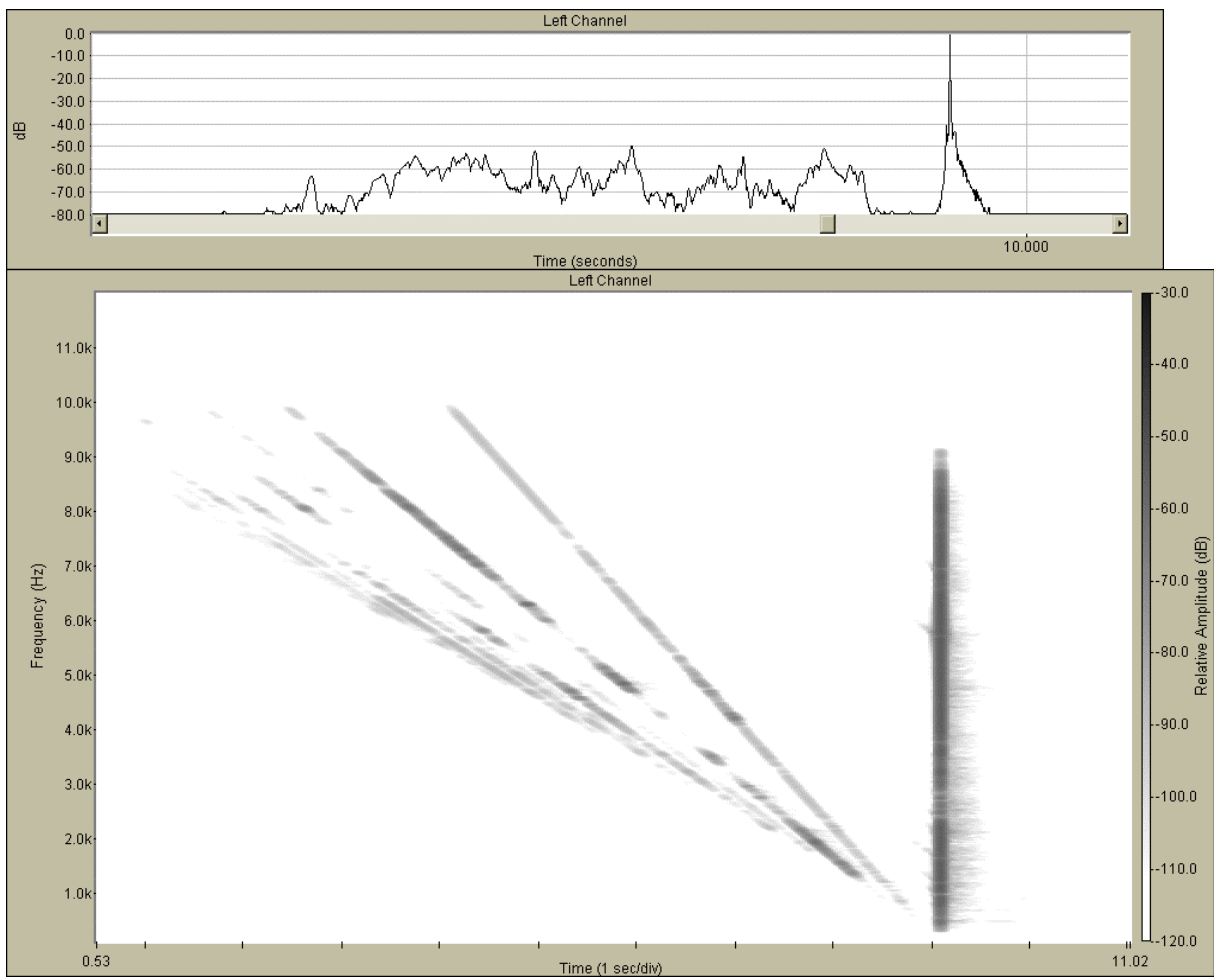 Left Channel
0.0
-10.0
-20.0
-30.0
-40.0
-50.0
-60.0
-70.0
-80.0
dB
10.000
Time (seconds)
Left Channel
11.0k
10.0k
9.0k
8.0k
7.0k
6.0k
5.0k
4.0k
3.0k
2.0k
1.0k
Frequency (Hz)
0.53
Time (1 sec/div)
11.02
-30.0
-40.0
-50.0
-60.0
-70.0
-80.0
-90.0
-100.0
-110.0
-120.0
Relative Amplitude (dB)